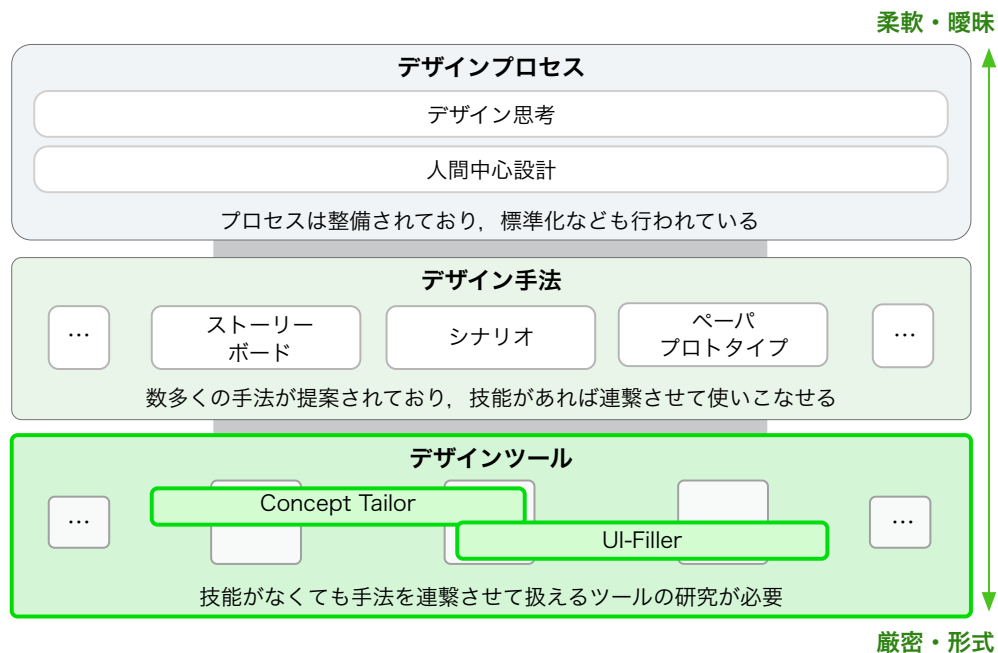 柔軟・曖昧
デザインプロセス
デザイン思考
人間中心設計
プロセスは整備されており，標準化なども行われている
デザイン手法
…
ストーリー
ボード
シナリオ
ペーパ
プロトタイプ
…
数多くの手法が提案されており，技能があれば連繋させて使いこなせる
デザインツール
…
Concept Tailor
UI-Filler
…
技能がなくても手法を連繋させて扱えるツールの研究が必要
厳密・形式